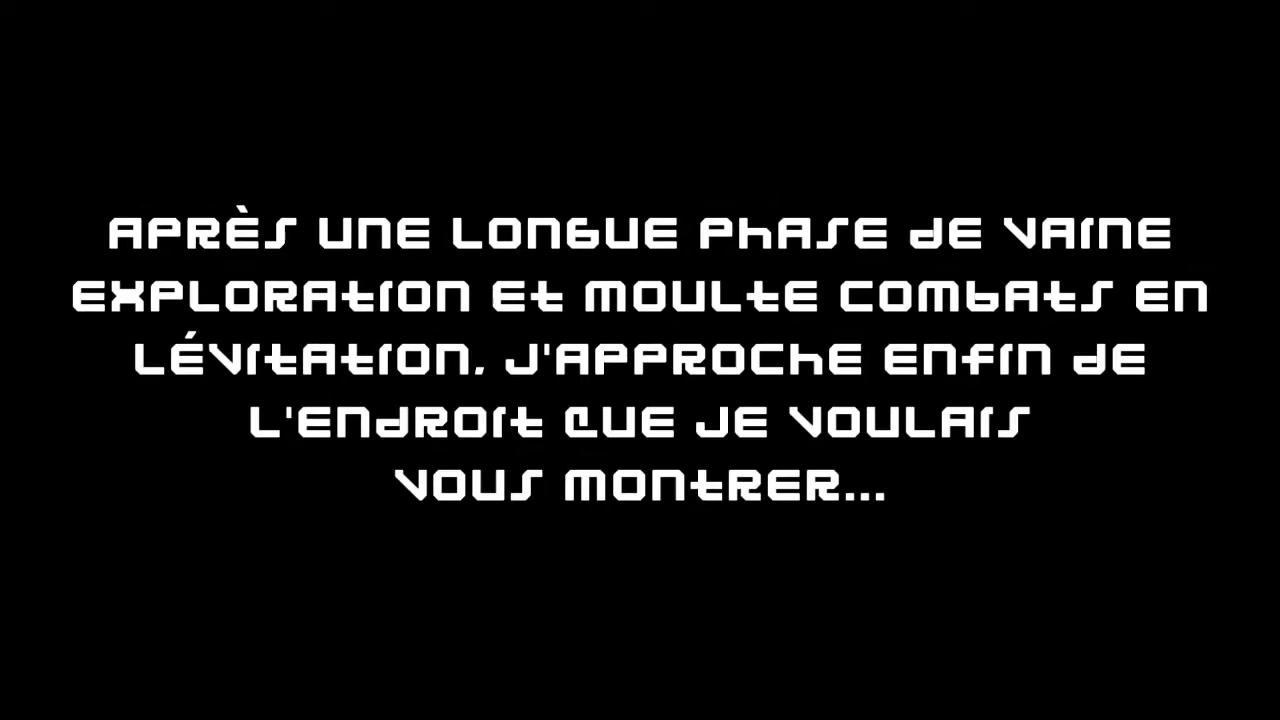 APRÈS UNE LONGUE PHASE DE VAINE
EXPLORATION ET MOULTE COMBATS EN
LÉVITATION, J'APPROCHE ENFIN DE
L'ENDROIT QUE JE VOULAIS
VOUS MONTRER...